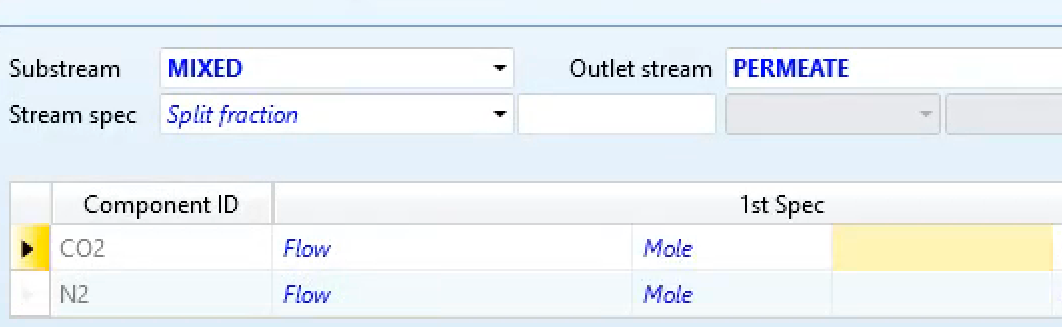 Substream MIXED Outlet stream PERMEATE
Stream spec Split fraction
Component ID 1st Spec
CO2 Flow Mole
N2 Flow Mole